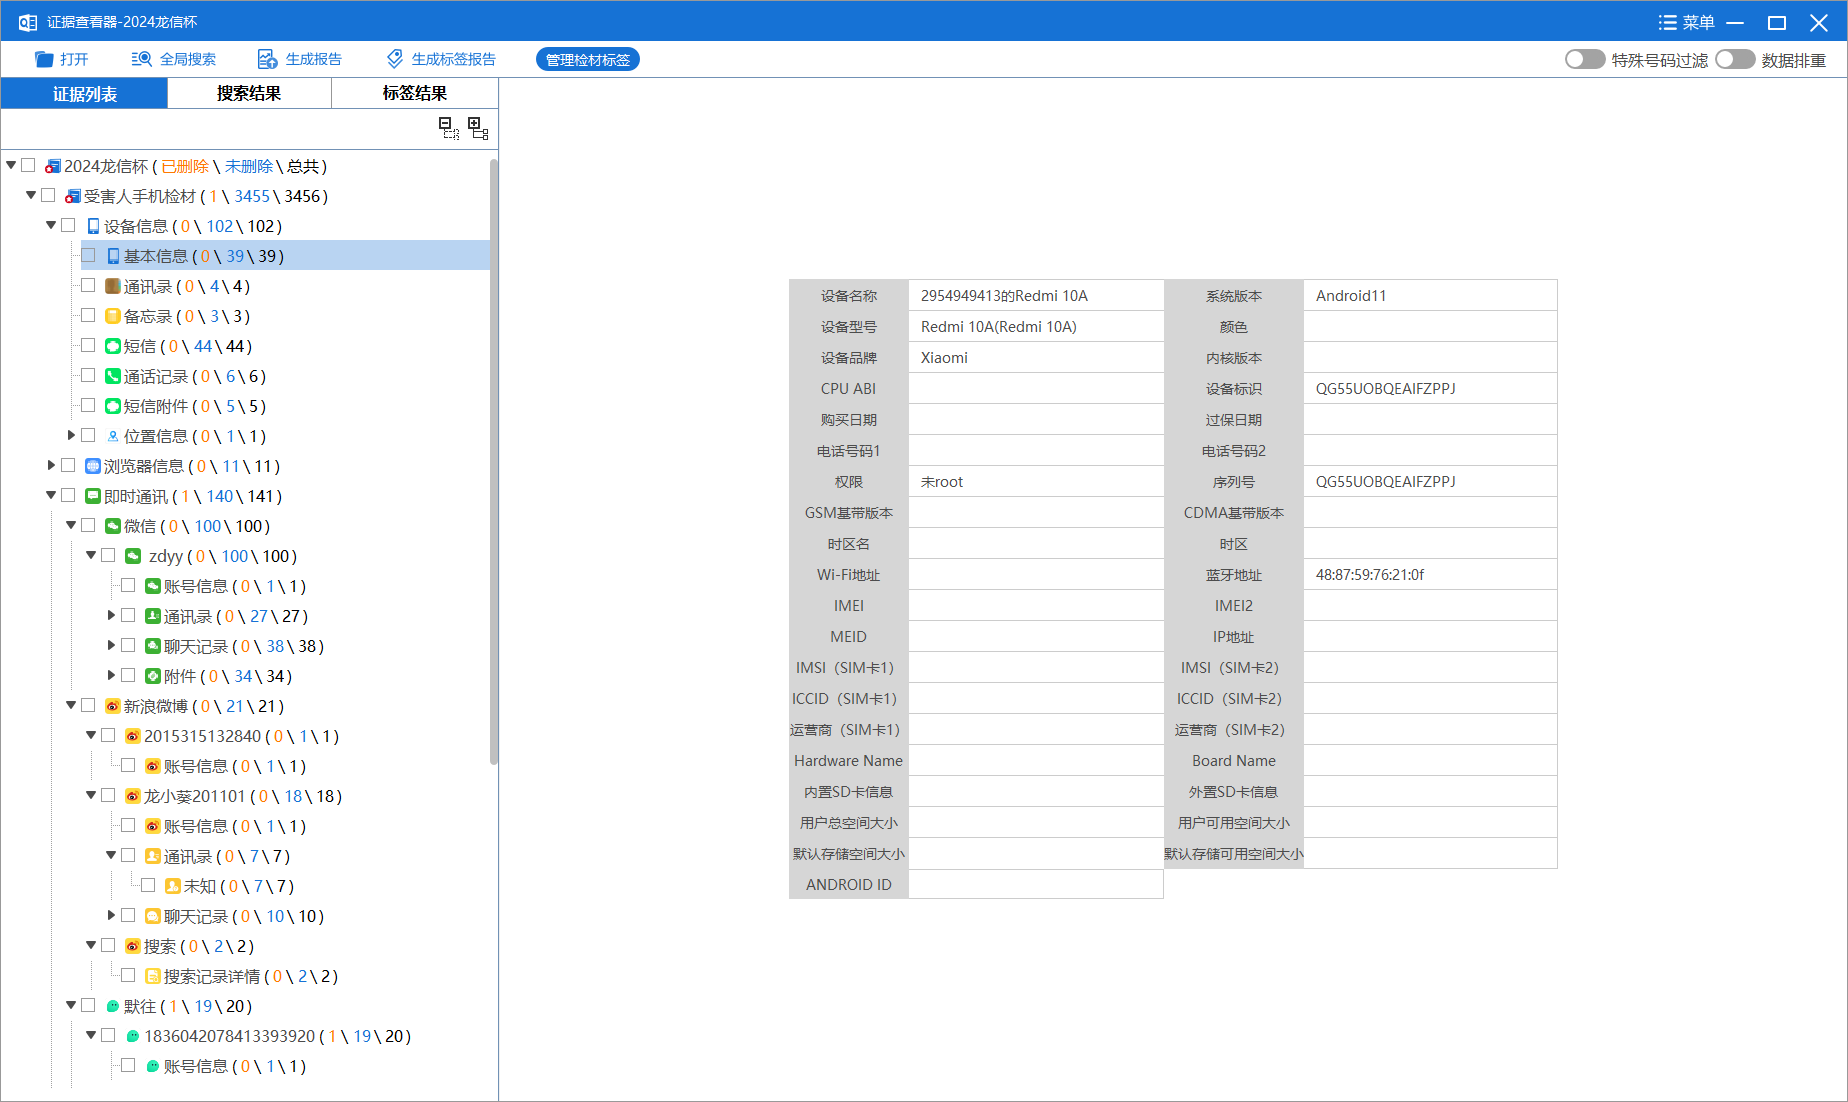 证据查看器-2024龙信杯
菜单
打开 全局搜索 生成报告 生成标签报告 管理检材标签 特殊号码过滤 数据排重
证据列表 搜索结果 标签结果
2024龙信杯 ( 已删除 \ 未删除 \ 总共 )
受害人手机检材 ( 1 \ 3455 \ 3456 )
设备信息 ( 0 \ 102 \ 102 )
基本信息 ( 0 \ 39 \ 39 )
通讯录 ( 0 \ 4 \ 4 )
备忘录 ( 0 \ 3 \ 3 )
短信 ( 0 \ 44 \ 44 )
通话记录 ( 0 \ 6 \ 6 )
短信附件 ( 0 \ 5 \ 5 )
位置信息 ( 0 \ 1 \ 1 )
浏览器信息 ( 0 \ 11 \ 11 )
即时通讯 ( 1 \ 140 \ 141 )
微信 ( 0 \ 100 \ 100 )
zdyy ( 0 \ 100 \ 100 )
账号信息 ( 0 \ 1 \ 1 )
通讯录 ( 0 \ 27 \ 27 )
聊天记录 ( 0 \ 38 \ 38 )
附件 ( 0 \ 34 \ 34 )
新浪微博 ( 0 \ 21 \ 21 )
2015315132840 ( 0 \ 1 \ 1 )
账号信息 ( 0 \ 1 \ 1 )
龙小葵201101 ( 0 \ 18 \ 18 )
账号信息 ( 0 \ 1 \ 1 )
通讯录 ( 0 \ 7 \ 7 )
未知 ( 0 \ 7 \ 7 )
聊天记录 ( 0 \ 10 \ 10 )
搜索 ( 0 \ 2 \ 2 )
搜索记录详情 ( 0 \ 2 \ 2 )
默往 ( 1 \ 19 \ 20 )
1836042078413393920 ( 1 \ 19 \ 20 )
账号信息 ( 0 \ 1 \ 1 )
设备名称 2954949413的Redmi 10A 系统版本 Android11
设备型号 Redmi 10A(Redmi 10A) 颜色
设备品牌 Xiaomi 内核版本
CPU ABI 设备标识 QG55UOBQEAIFZPPJ
购买日期 过保日期
电话号码1 电话号码2
权限 未root 序列号 QG55UOBQEAIFZPPJ
GSM基带版本 CDMA基带版本
时区名 时区
Wi-Fi地址 蓝牙地址 48:87:59:76:21:0f
IMEI IMEI2
MEID IP地址
IMSI（SIM卡1） IMSI（SIM卡2）
ICCID（SIM卡1） ICCID（SIM卡2）
运营商（SIM卡1） 运营商（SIM卡2）
Hardware Name Board Name
内置SD卡信息 外置SD卡信息
用户总空间大小 用户可用空间大小
默认存储空间大小 默认存储可用空间大小
ANDROID ID